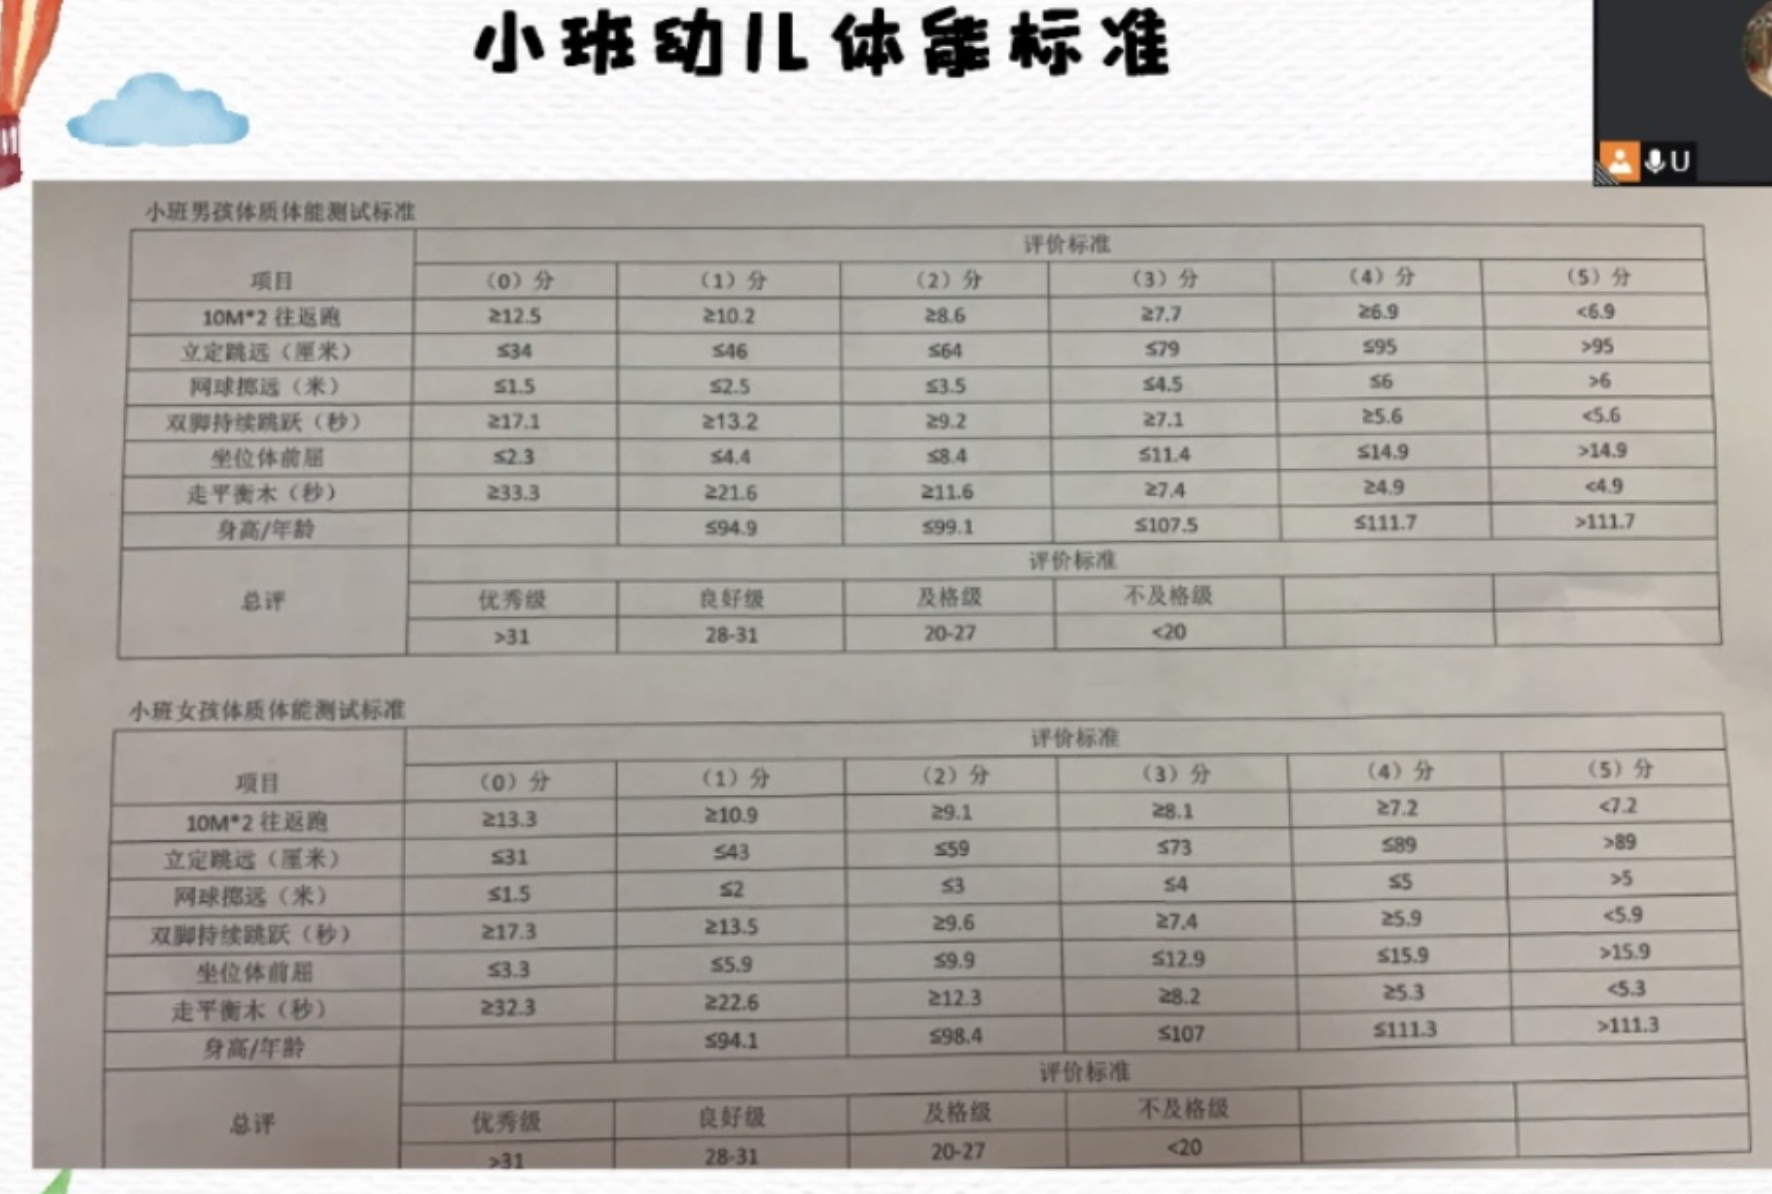 小班幼儿体能标准
U
小班男孩体质体能测试标准
项目 评价标准
(0)分 (1)分 (2)分 (3)分 (4)分 (5)分
10M*2 往返跑 ≥12.5 ≥10.2 ≥8.6 ≥7.7 ≥6.9 <6.9
立定跳远(厘米) ≤34 ≤46 ≤64 ≤79 ≤95 >95
网球掷远(米) ≤1.5 ≤2.5 ≤3.5 ≤4.5 ≤6 >6
双脚持续跳跃(秒) ≥17.1 ≥13.2 ≥9.2 ≥7.1 ≥5.6 <5.6
坐位体前屈 ≤2.3 ≤4.4 ≤8.4 ≤11.4 ≤14.9 >14.9
走平衡木(秒) ≥33.3 ≥21.6 ≥11.6 ≥7.4 ≥4.9 <4.9
身高/年龄 ≤94.9 ≤99.1 ≤107.5 ≤111.7 >111.7
总评 评价标准
优秀级 良好级 及格级 不及格级
>31 28-31 20-27 <20
小班女孩体质体能测试标准
项目 评价标准
(0)分 (1)分 (2)分 (3)分 (4)分 (5)分
10M*2 往返跑 ≥13.3 ≥10.9 ≥9.1 ≥8.1 ≥7.2 <7.2
立定跳远(厘米) ≤31 ≤43 ≤59 ≤73 ≤89 >89
网球掷远(米) ≤1.5 ≤2 ≤3 ≤4 ≤5 >5
双脚持续跳跃(秒) ≥17.3 ≥13.5 ≥9.6 ≥7.4 ≥5.9 <5.9
坐位体前屈 ≤3.3 ≤5.9 ≤9.9 ≤12.9 ≤15.9 >15.9
走平衡木(秒) ≥32.3 ≥22.6 ≥12.3 ≥8.2 ≥5.3 <5.3
身高/年龄 ≤94.1 ≤98.4 ≤107 ≤111.3 >111.3
总评 评价标准
优秀级 良好级 及格级 不及格级
>31 28-31 20-27 <20